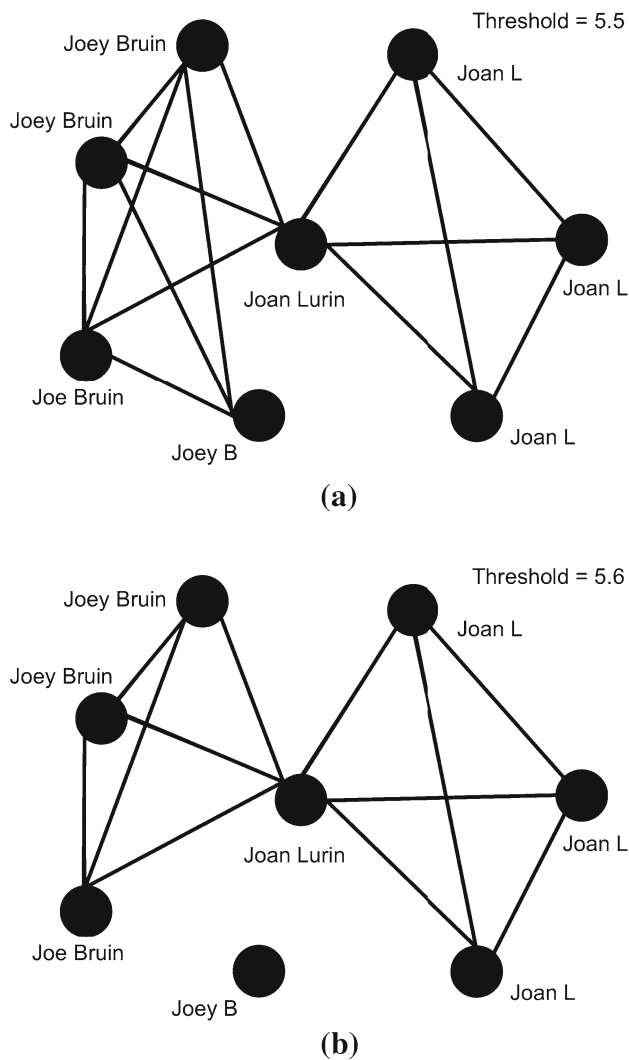 Threshold = 5.5
Joey Bruin
Joan L
Joey Bruin
Joan L
Joan Lurin
Joe Bruin
Joey B
Joan L
(a)
Threshold = 5.6
Joey Bruin
Joan L
Joey Bruin
Joan L
Joan Lurin
Joe Bruin
Joey B
Joan L
(b)